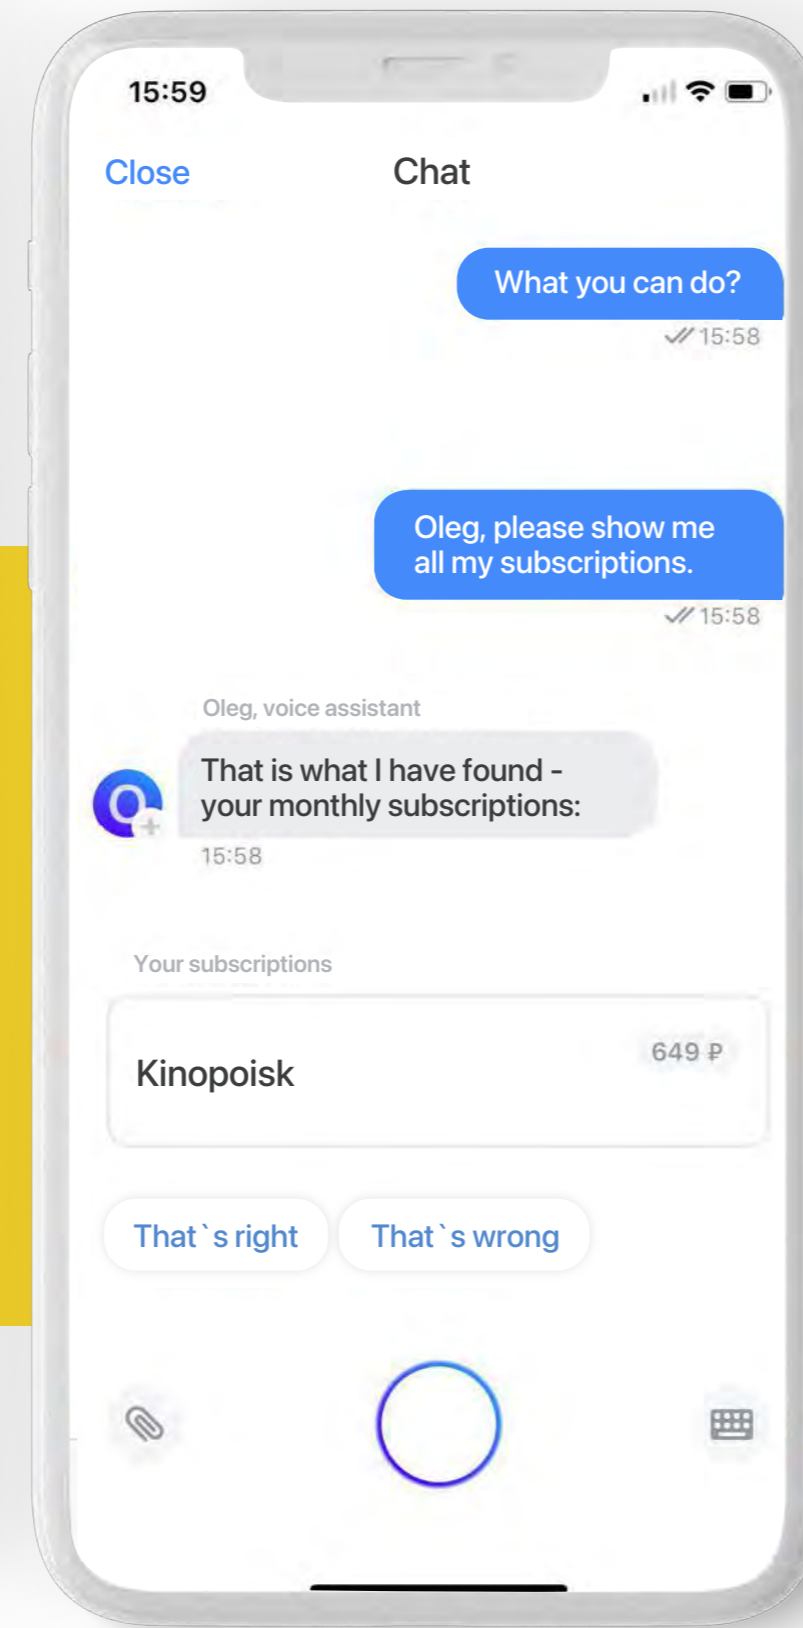 15:59
Close
Chat
What you can do?
15:58
Oleg, please show me
all my subscriptions.
15:58
Oleg, voice assistant
That is what I have found -
your monthly subscriptions:
15:58
Your subscriptions
Kinopoisk
649 ₽
That`s right
That`s wrong